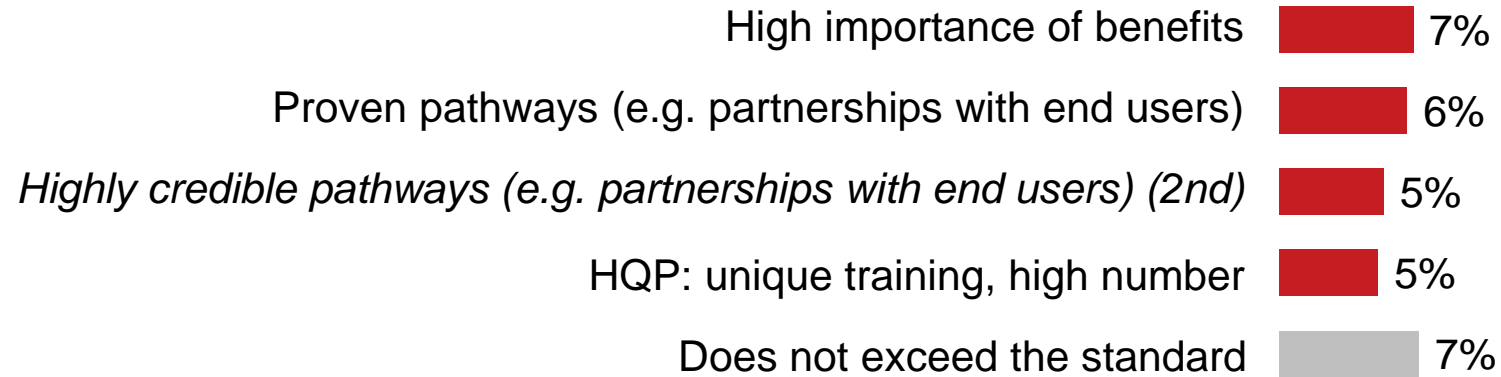 High importance of benefits 7%
Proven pathways (e.g. partnerships with end users) 6%
Highly credible pathways (e.g. partnerships with end users) (2nd) 5%
HQP: unique training, high number 5%
Does not exceed the standard 7%